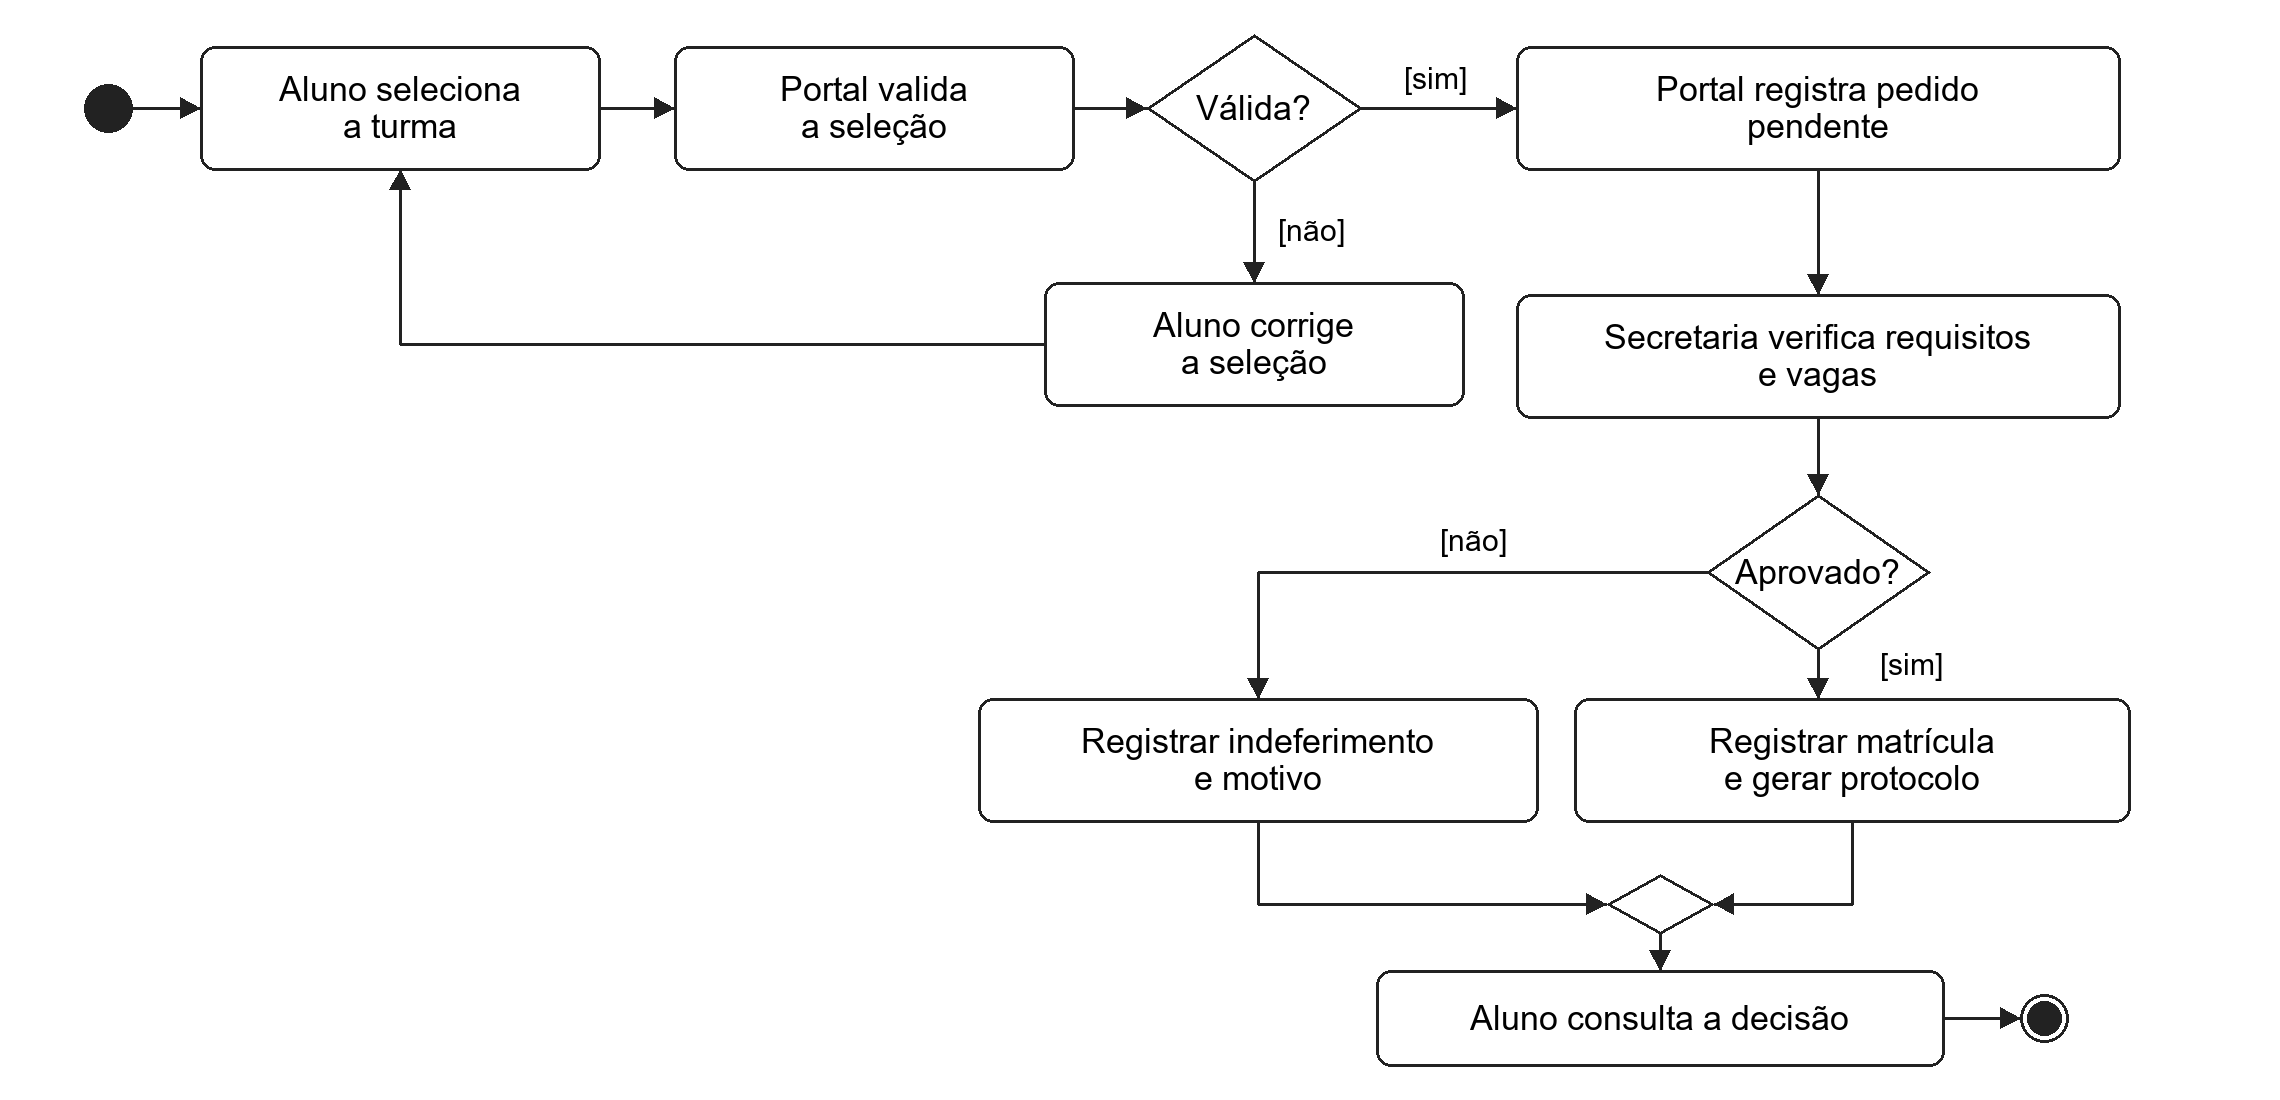 Aluno seleciona
a turma
Portal valida
a seleção
Válida?
[sim]
Portal registra pedido
pendente
[não]
Aluno corrige
a seleção
Secretaria verifica requisitos
e vagas
Aprovado?
[não]
[sim]
Registrar indeferimento
e motivo
Registrar matrícula
e gerar protocolo
Aluno consulta a decisão